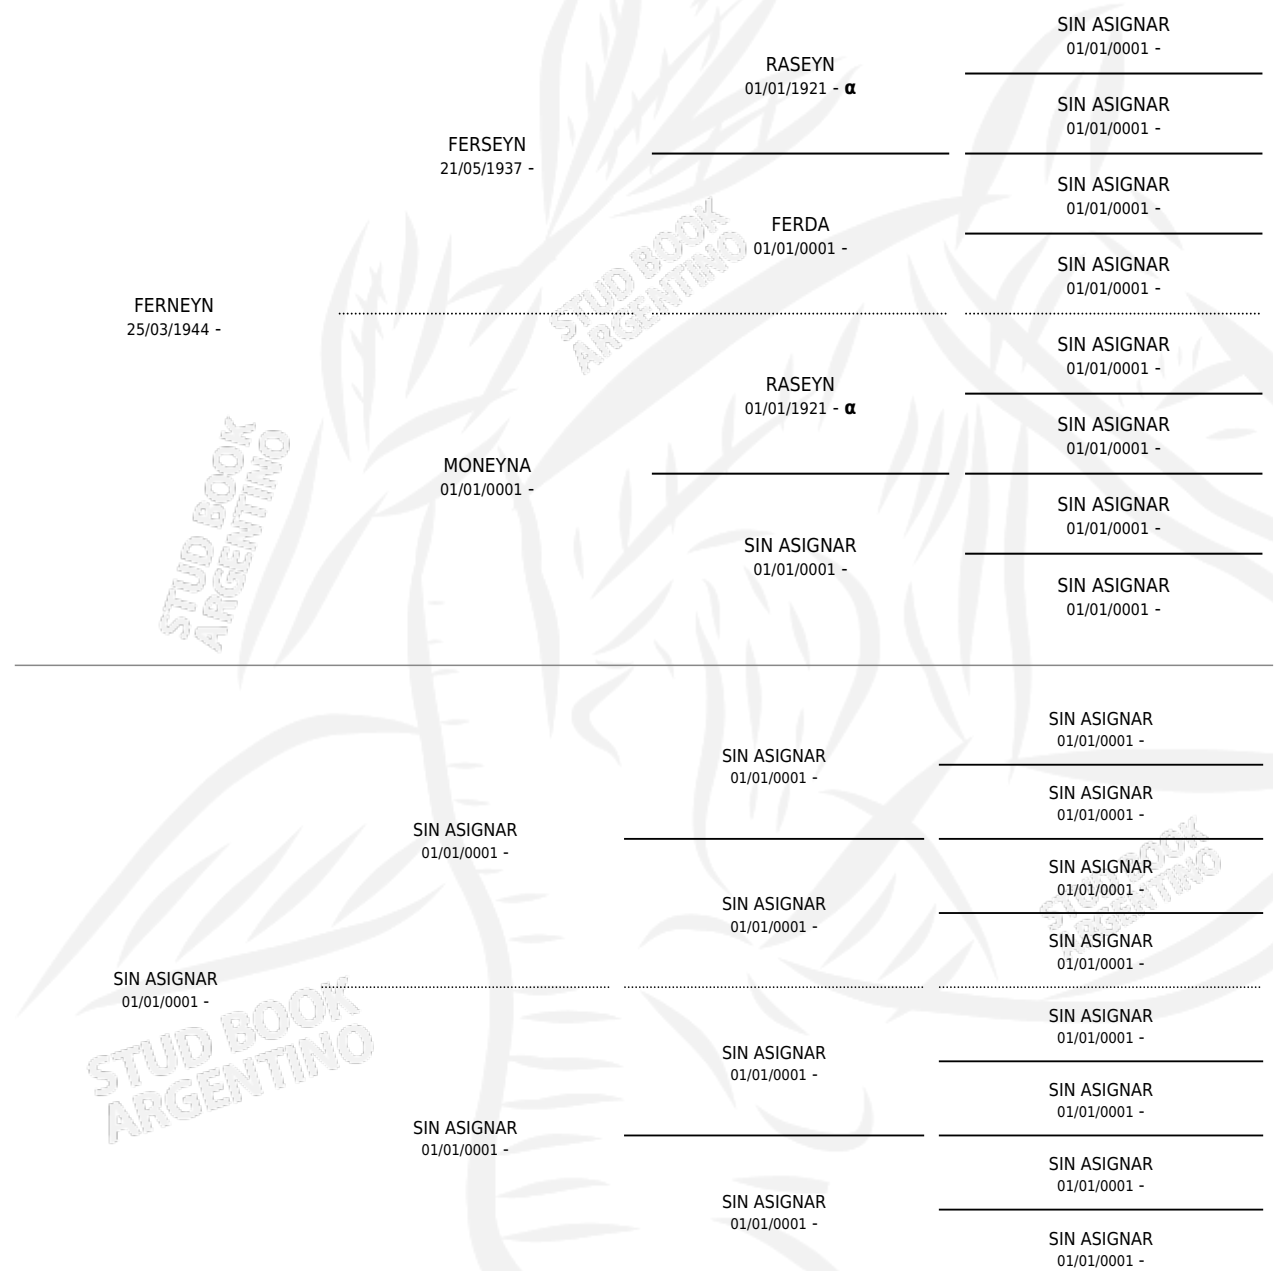 FERNEYN
25/03/1944 -
FERSEYN
21/05/1937 -
MONEYNA
01/01/0001 -
RASEYN
01/01/1921 - α
FERDA
01/01/0001 -
RASEYN
01/01/1921 - α
SIN ASIGNAR
01/01/0001 -
SIN ASIGNAR
01/01/0001 -
SIN ASIGNAR
01/01/0001 -
SIN ASIGNAR
01/01/0001 -
SIN ASIGNAR
01/01/0001 -
SIN ASIGNAR
01/01/0001 -
SIN ASIGNAR
01/01/0001 -
SIN ASIGNAR
01/01/0001 -
SIN ASIGNAR
01/01/0001 -
STUD BOOK
ARGENTINO
STUD BOOK
ARGENTINO
SIN ASIGNAR
01/01/0001 -
SIN ASIGNAR
01/01/0001 -
SIN ASIGNAR
01/01/0001 -
SIN ASIGNAR
01/01/0001 -
SIN ASIGNAR
01/01/0001 -
SIN ASIGNAR
01/01/0001 -
SIN ASIGNAR
01/01/0001 -
SIN ASIGNAR
01/01/0001 -
SIN ASIGNAR
01/01/0001 -
SIN ASIGNAR
01/01/0001 -
SIN ASIGNAR
01/01/0001 -
SIN ASIGNAR
01/01/0001 -
SIN ASIGNAR
01/01/0001 -
SIN ASIGNAR
01/01/0001 -
SIN ASIGNAR
01/01/0001 -
STUD BOOK
ARGENTINO
STUD BOOK
ARGENTINO